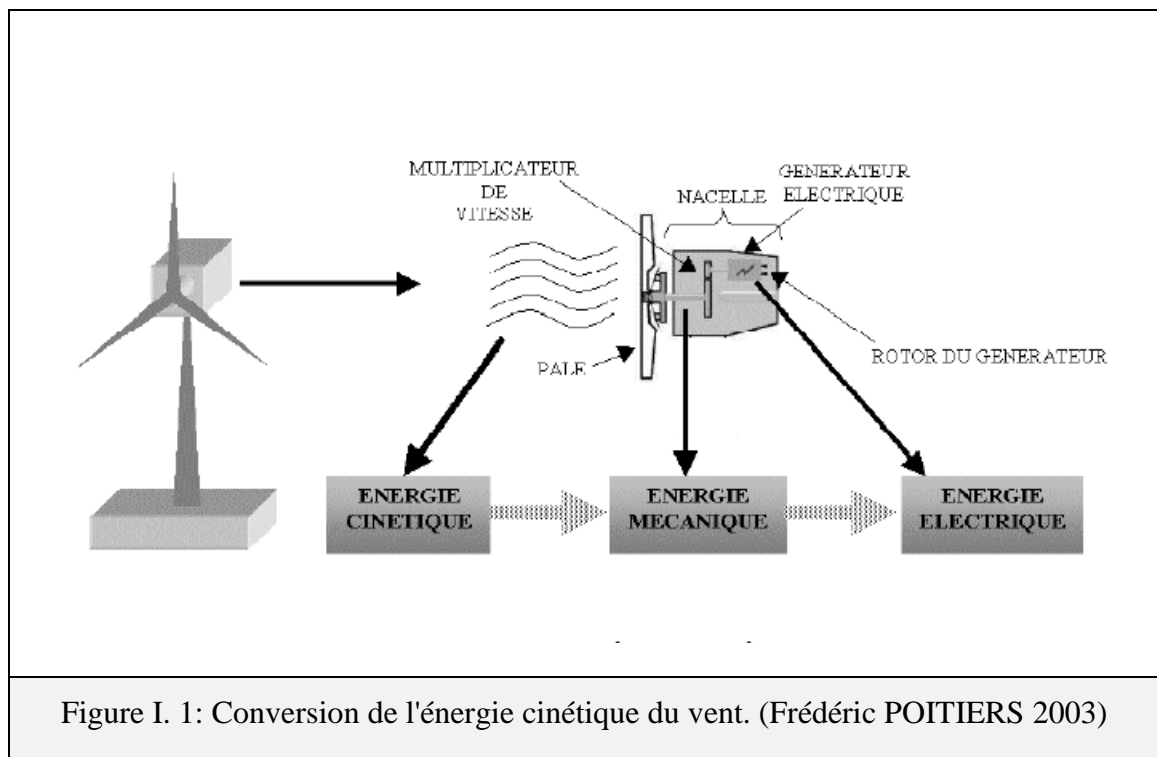 MULTIPLICATEUR
DE
VITESSE
NACELLE
GENERATEUR
ELECTRIQUE
PALE
ROTOR DU GENERATEUR
ENERGIE
CINETIQUE
ENERGIE
MECANIQUE
ENERGIE
ELECTRIQUE
Figure I. 1: Conversion de l'énergie cinétique du vent. (Frédéric POITIERS 2003)